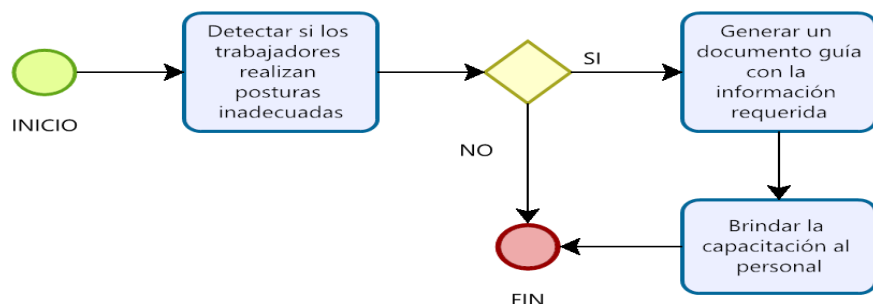 Detectar si los
trabajadores
realizan
posturas
inadecuadas
INICIO
SI
NO
Generar un
documento guía
con la
información
requerida
Brindar la
capacitación al
personal
FIN